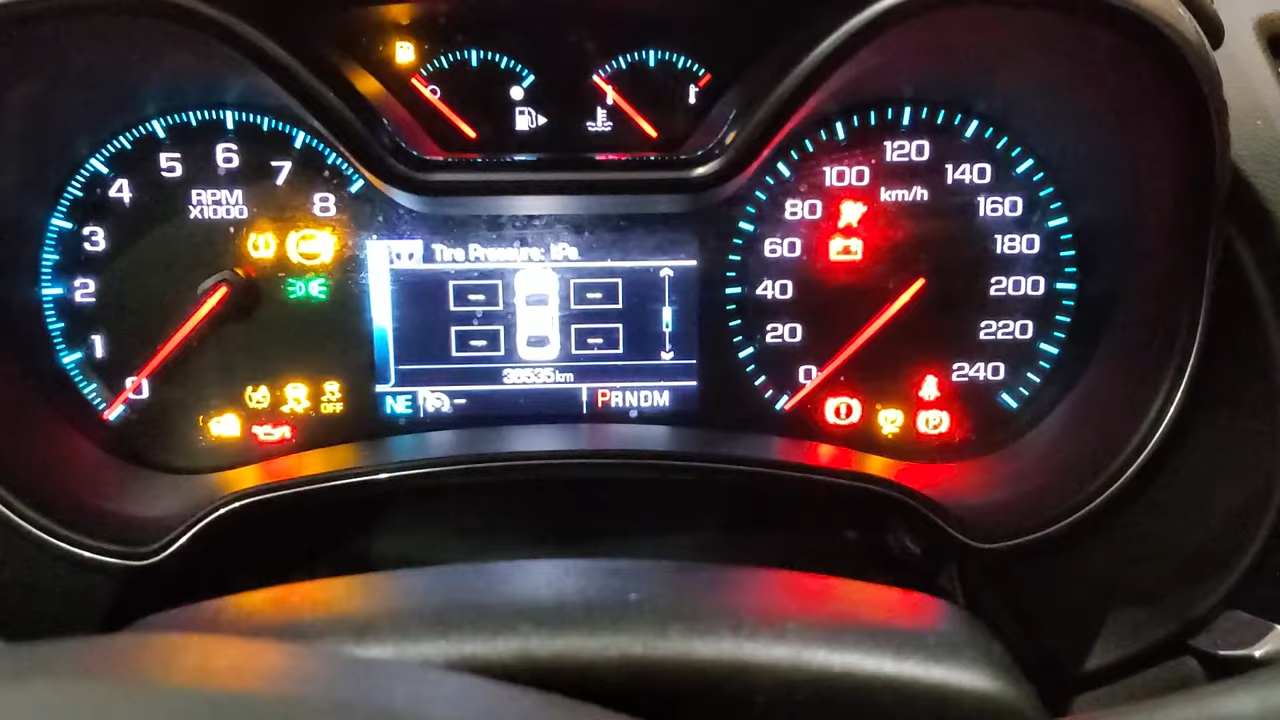 5 6 7
4 8
RPM
X1000
3
2
1
0
OFF
Tire Pressure: kPa
-- --
-- --
38535km
NE
PRNDM
120
100 140
km/h
80 160
60 180
40 200
20 220
0 240
P